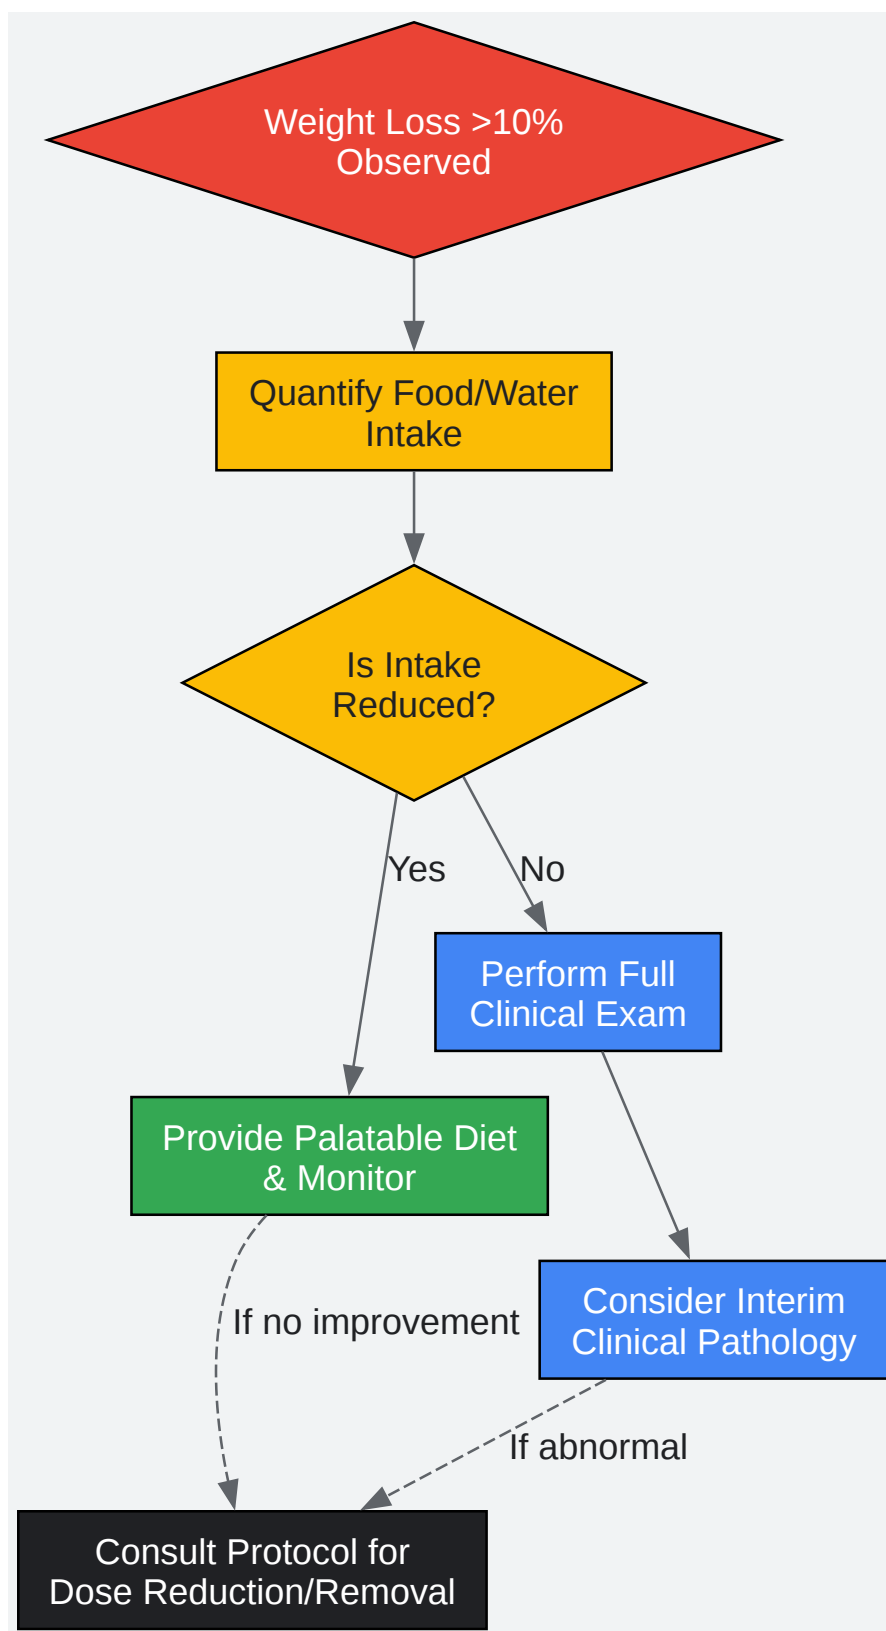 Weight Loss >10%
Observed
Quantify Food/Water
Intake
Is Intake
Reduced?
Yes
No
Perform Full
Clinical Exam
Provide Palatable Diet
& Monitor
Consider Interim
Clinical Pathology
If no improvement
If abnormal
Consult Protocol for
Dose Reduction/Removal